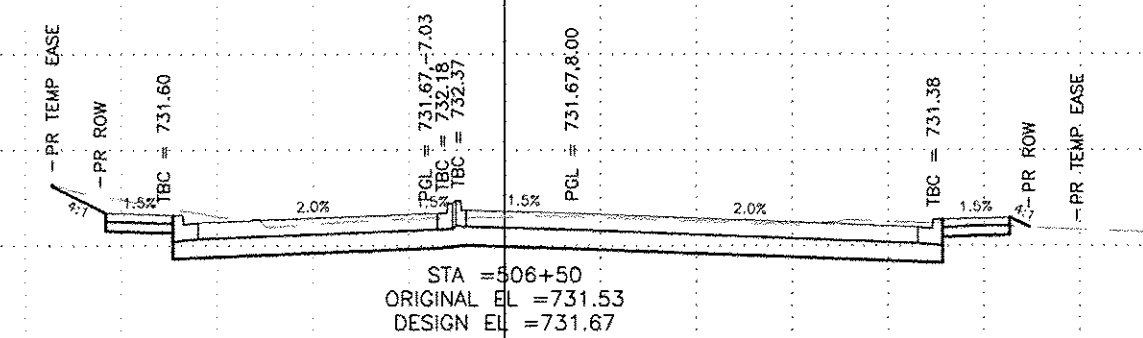 -PR TEMP EASE
-PR ROW
TBC = 731.60
PGL = 731.67,-7.03
TBC = 732.18
TBC = 732.37
PGL = 731.67,8.00
TBC = 731.38
-PR ROW
-PR TEMP EASE
4:1
1.5%
2.0%
1.5%
1.5%
2.0%
1.5%
4:1
STA =506+50
ORIGINAL EL =731.53
DESIGN EL =731.67